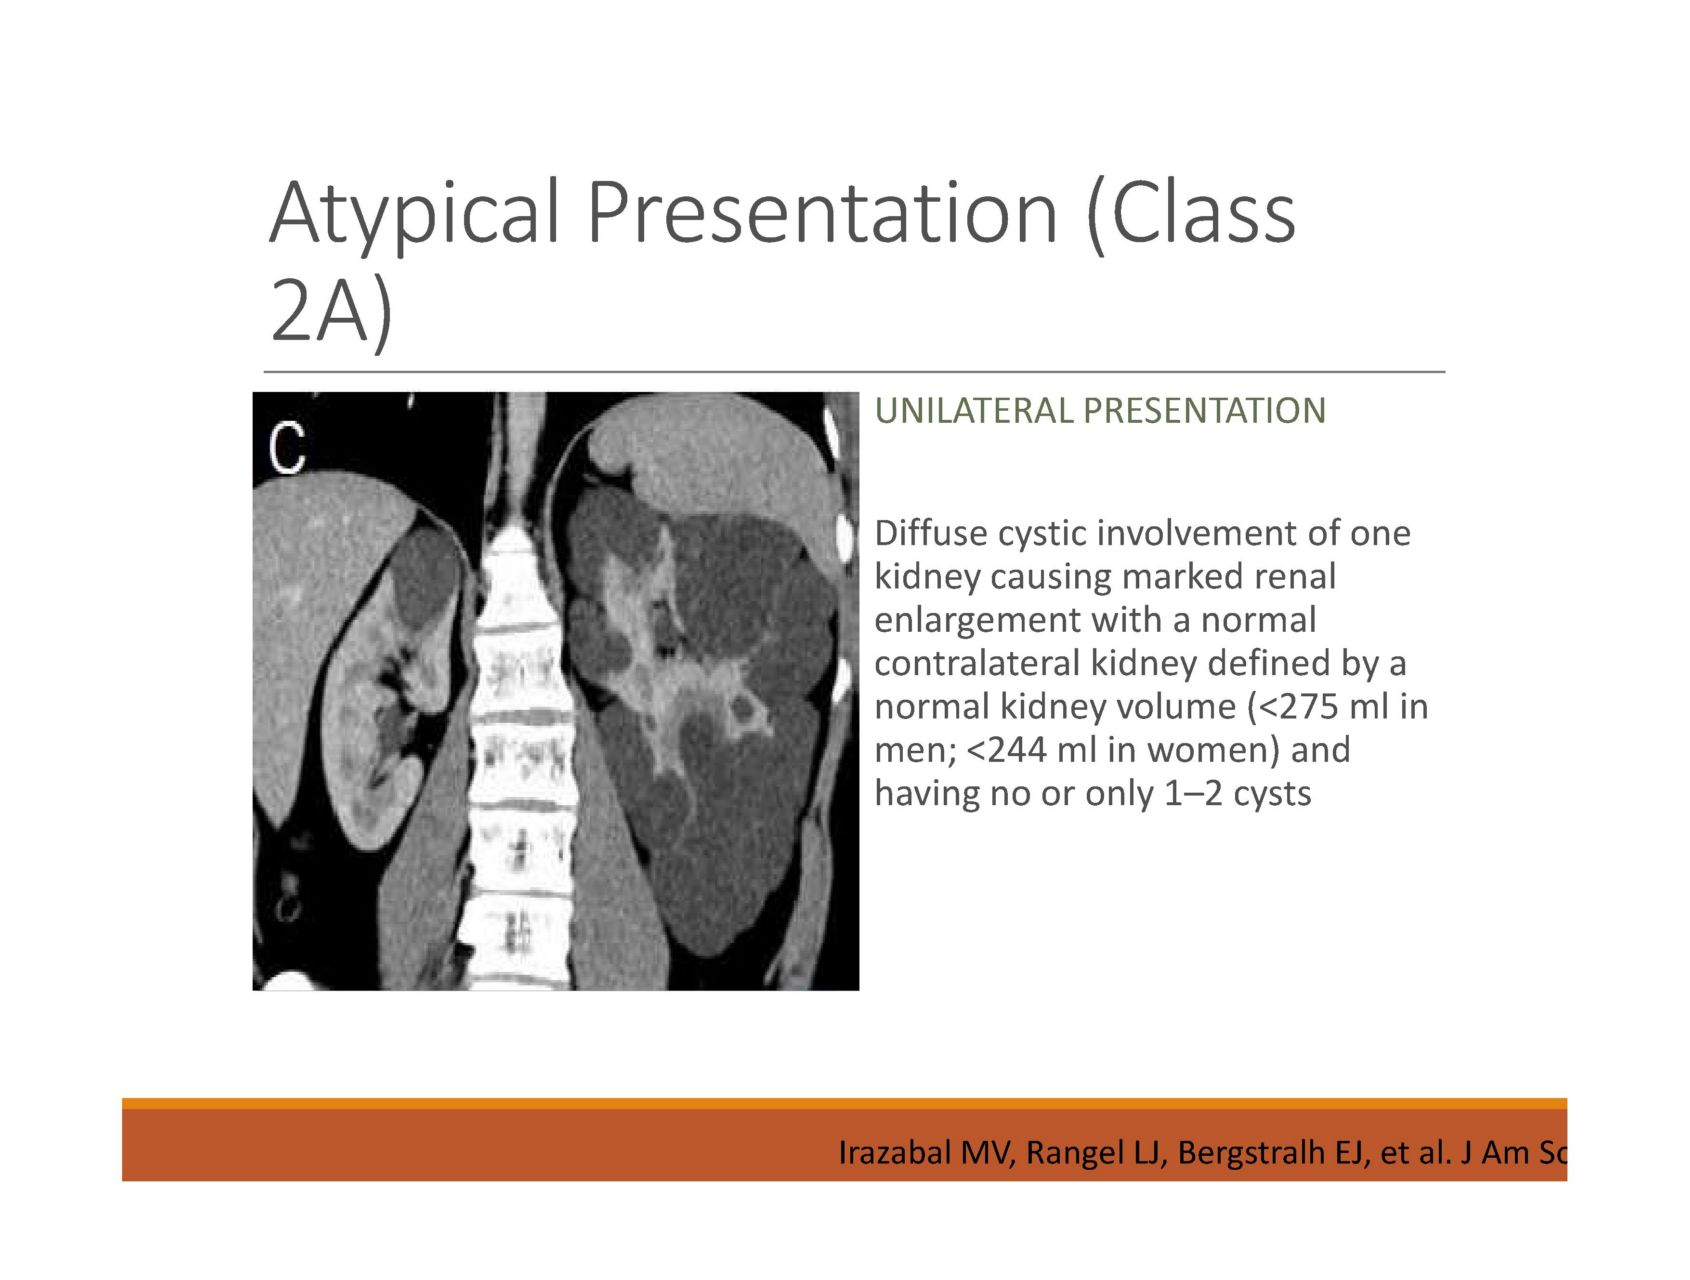 Atypical Presentation (Class
2A)
C
UNILATERAL PRESENTATION
Diffuse cystic involvement of one
kidney causing marked renal
enlargement with a normal
contralateral kidney defined by a
normal kidney volume (<275 ml in
men; <244 ml in women) and
having no or only 1–2 cysts
Irazabal MV, Rangel LJ, Bergstralh EJ, et al. J Am